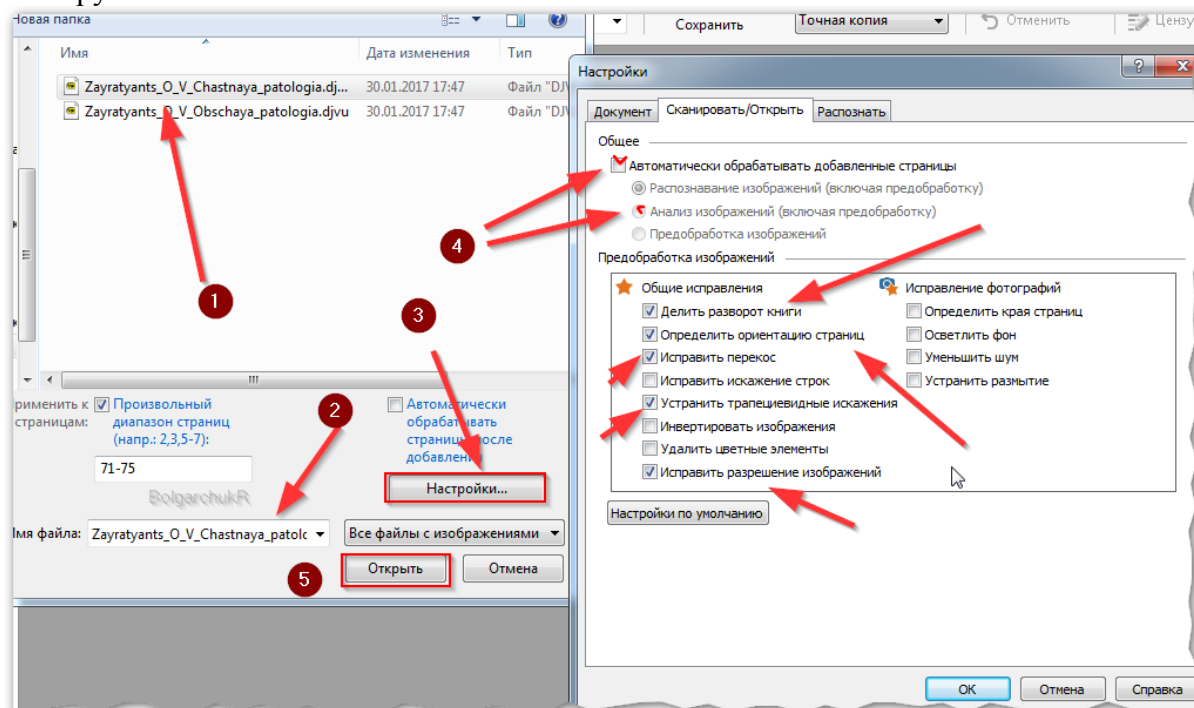 Новая папка
Имя Дата изменения Тип
Zayratyants_O_V_Chastnaya_patologia.dj... 30.01.2017 17:47 Файл "DJV
Zayratyants_O_V_Obschaya_patologia.djvu 30.01.2017 17:47 Файл "DJV
1
2
3
рименить к
страницам:
Произвольный
диапазон страниц
(напр.: 2,3,5-7):
71-75
BolgarchukR
Автоматически
обрабатывать
страницы после
добавления
Настройки...
Имя файла: Zayratyants_O_V_Chastnaya_patolc Все файлы с изображениями
5
Открыть Отмена
Сохранить Точная копия Отменить Цензу
Настройки
Документ Сканировать/Открыть Распознать
Общее
Автоматически обрабатывать добавленные страницы
Распознавание изображений (включая предобработку)
Анализ изображений (включая предобработку)
Предобработка изображений
4
Предобработка изображений
Общие исправления
Делить разворот книги
Определить ориентацию страниц
Исправить перекос
Исправить искажение строк
Устранить трапециевидные искажения
Инвертировать изображения
Удалить цветные элементы
Исправить разрешение изображений
Исправление фотографий
Определить края страниц
Осветлить фон
Уменьшить шум
Устранить размытие
Настройки по умолчанию
OK Отмена Справка